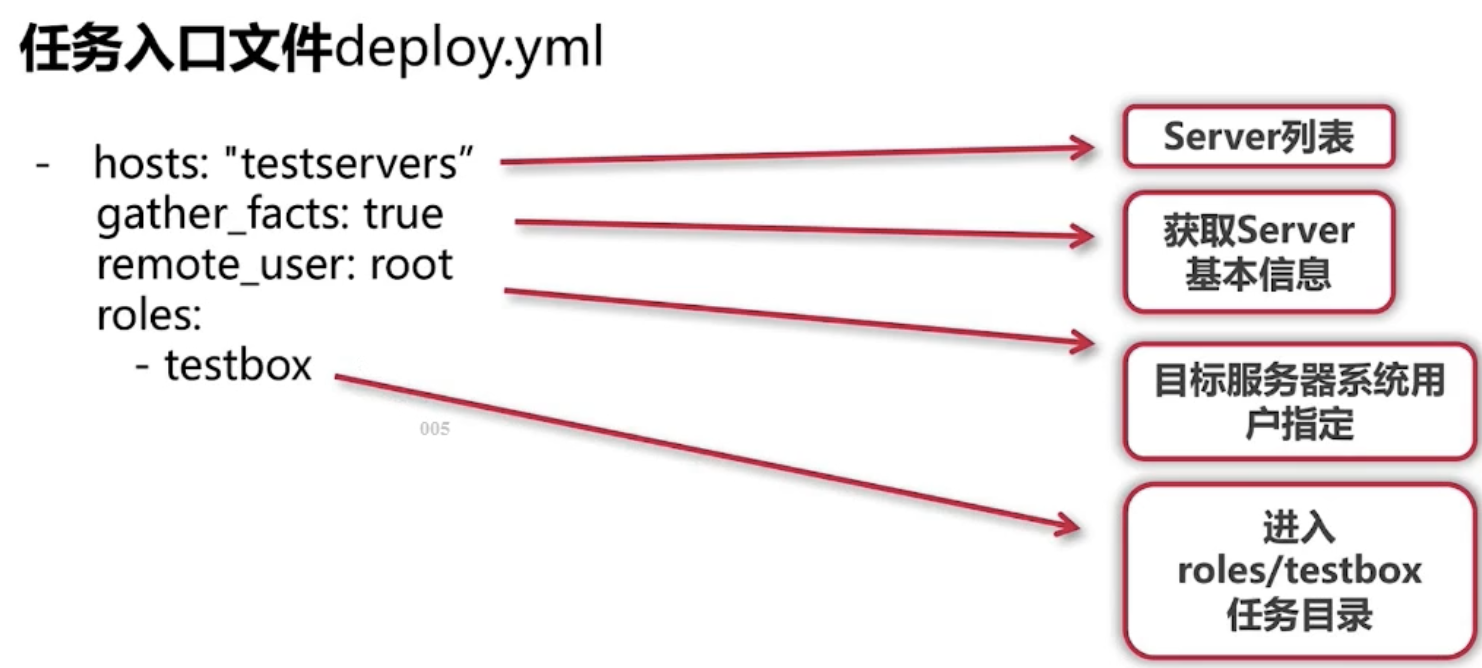 任务入口文件deploy.yml
- hosts: "testservers”
gather_facts: true
remote_user: root
roles:
- testbox
005
Server列表
获取Server
基本信息
目标服务器系统用
户指定
进入
roles/testbox
任务目录